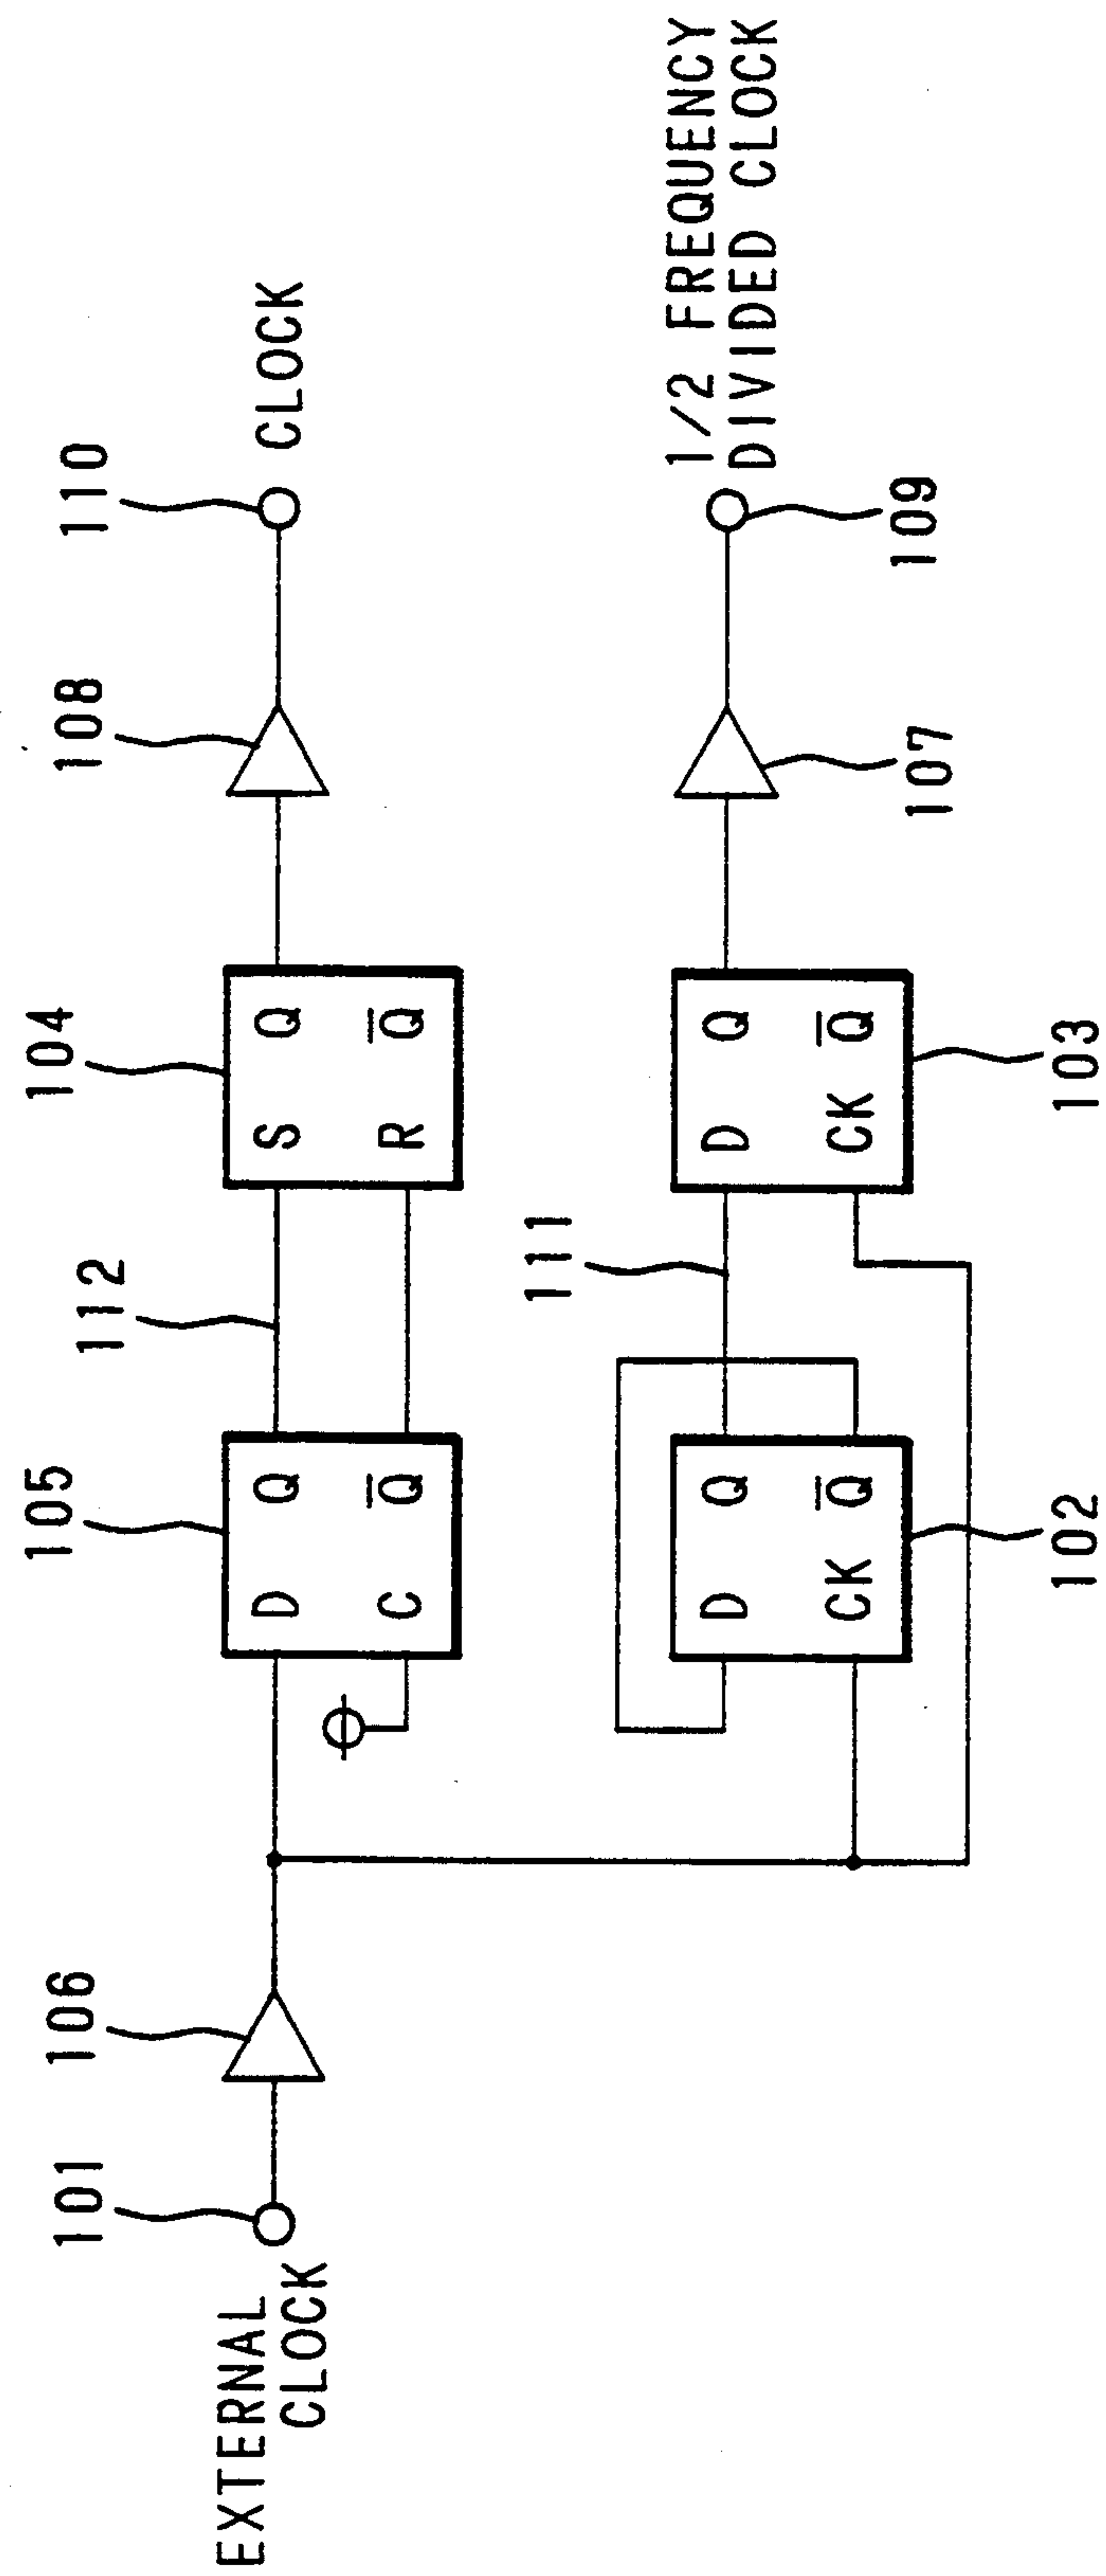 101
106
105
112
104
108
110
EXTERNAL
CLOCK
D Q
C Q̅
S Q
R Q̅
CLOCK
111
D Q
CK Q̅
D Q
CK Q̅
1/2 FREQUENCY
DIVIDED CLOCK
102
103
107
109